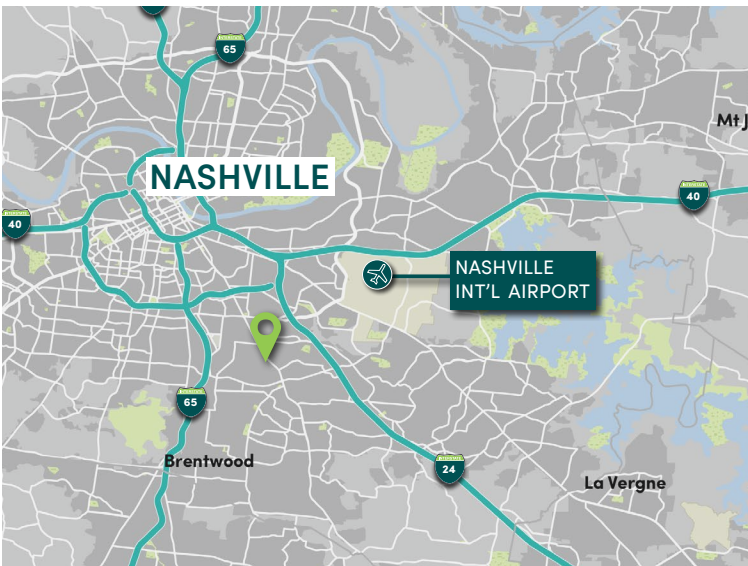 65
Mt J
NASHVILLE
40
40
NASHVILLE
INT'L AIRPORT
65
Brentwood
24
La Vergne